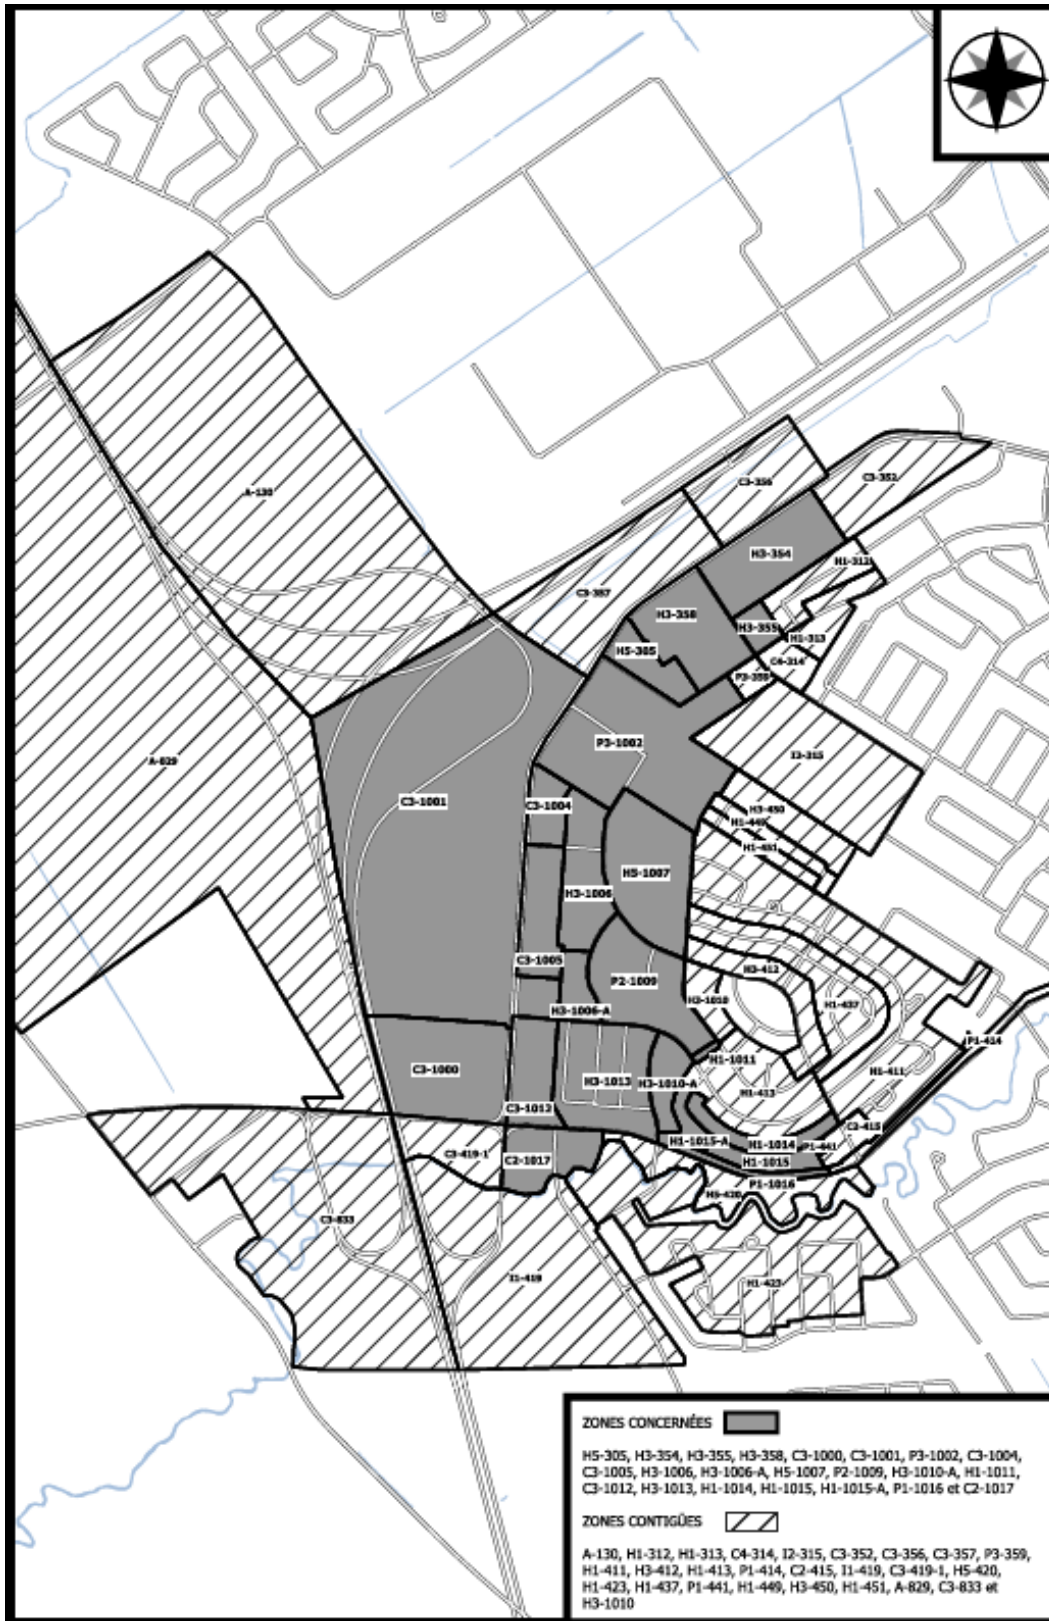 A-130
C3-356
C3-352
H3-354
H1-312
C3-357
H3-358
H3-355
H1-313
H5-305
C4-314
P3-359
P3-1002
I2-315
A-829
C3-1001
C3-1004
H3-450
H1-449
H1-451
H5-1007
H3-1006
C3-1005
H3-412
P2-1009
H3-1010
H1-437
H3-1006-A
P1-414
H1-1011
C3-1000
H3-1013
H3-1010-A
H1-411
H1-413
C3-1012
C2-415
H1-1015-A
H1-1014
P1-441
C3-419-1
C2-1017
H1-1015
P1-1016
H5-420
C3-833
I1-419
H1-423
ZONES CONCERNÉES
H5-305, H3-354, H3-355, H3-358, C3-1000, C3-1001, P3-1002, C3-1004,
C3-1005, H3-1006, H3-1006-A, H5-1007, P2-1009, H3-1010-A, H1-1011,
C3-1012, H3-1013, H1-1014, H1-1015, H1-1015-A, P1-1016 et C2-1017
ZONES CONTIGÜES
A-130, H1-312, H1-313, C4-314, I2-315, C3-352, C3-356, C3-357, P3-359,
H1-411, H3-412, H1-413, P1-414, C2-415, I1-419, C3-419-1, H5-420,
H1-423, H1-437, P1-441, H1-449, H3-450, H1-451, A-829, C3-833 et
H3-1010